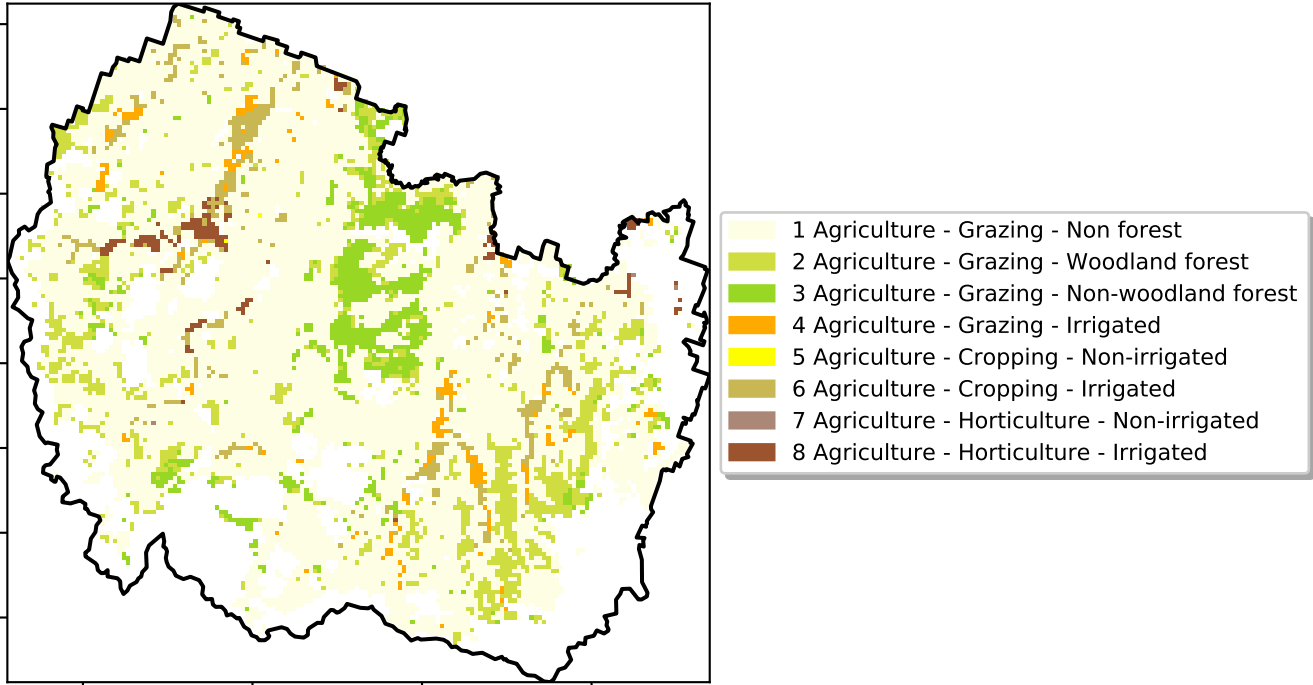 1 Agriculture - Grazing - Non forest
2 Agriculture - Grazing - Woodland forest
3 Agriculture - Grazing - Non-woodland forest
4 Agriculture - Grazing - Irrigated
5 Agriculture - Cropping - Non-irrigated
6 Agriculture - Cropping - Irrigated
7 Agriculture - Horticulture - Non-irrigated
8 Agriculture - Horticulture - Irrigated